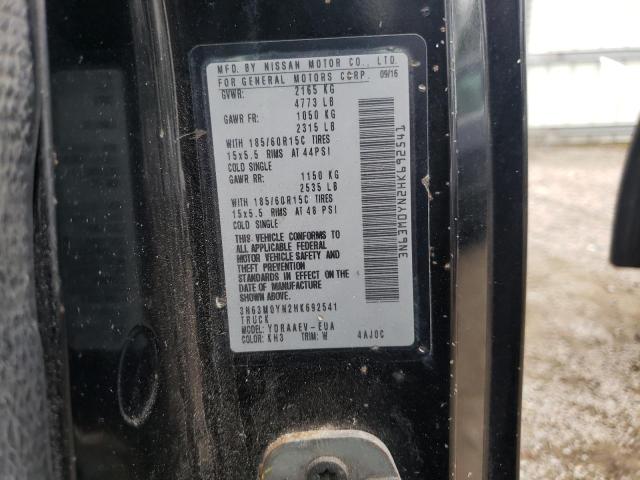 MFD. BY NISSAN MOTOR CO., LTD.
FOR GENERAL MOTORS CORP. 09/16
GVWR: 2165 KG
4773 LB
GAWR FR: 1050 KG
2315 LB
WITH 185/60R15C TIRES
15x5.5 RIMS AT 44PSI
COLD SINGLE
GAWR RR: 1150 KG
2535 LB
WITH 185/60R15C TIRES
15x5.5 RIMS AT 48 PSI
COLD SINGLE
THIS VEHICLE CONFORMS TO
ALL APPLICABLE FEDERAL
MOTOR VEHICLE SAFETY AND
THEFT PREVENTION
STANDARDS IN EFFECT ON THE
DATE OF MANUFACTURE
SHOWN ABOVE.
3N63M0YN2HK692541
TRUCK
MODEL: YDRAAEV-EUA
COLOR: KH3 TRIM: W 4AJ0C
3N63M0YN2HK692541